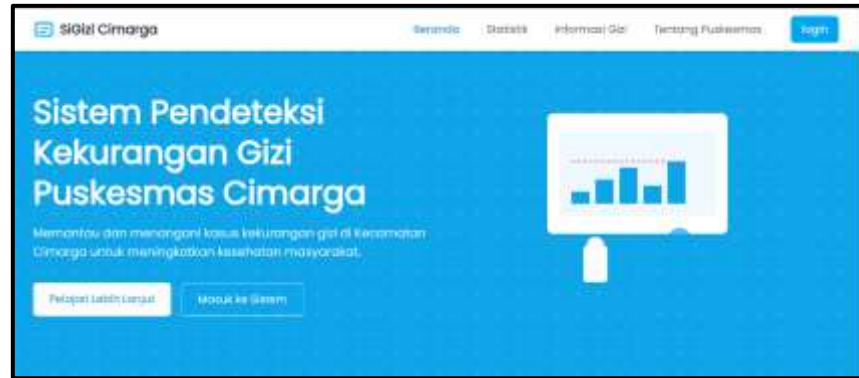 SiGizi Cimarga
Beranda Statistik Informasi Gizi Tentang Puskesmas login
Sistem Pendeteksi
Kekurangan Gizi
Puskesmas Cimarga
Memantau dan menangani kasus kekurangan gizi di Kecamatan
Cimarga untuk meningkatkan kesehatan masyarakat.
Pelajari Lebih Lanjut Masuk ke Sistem